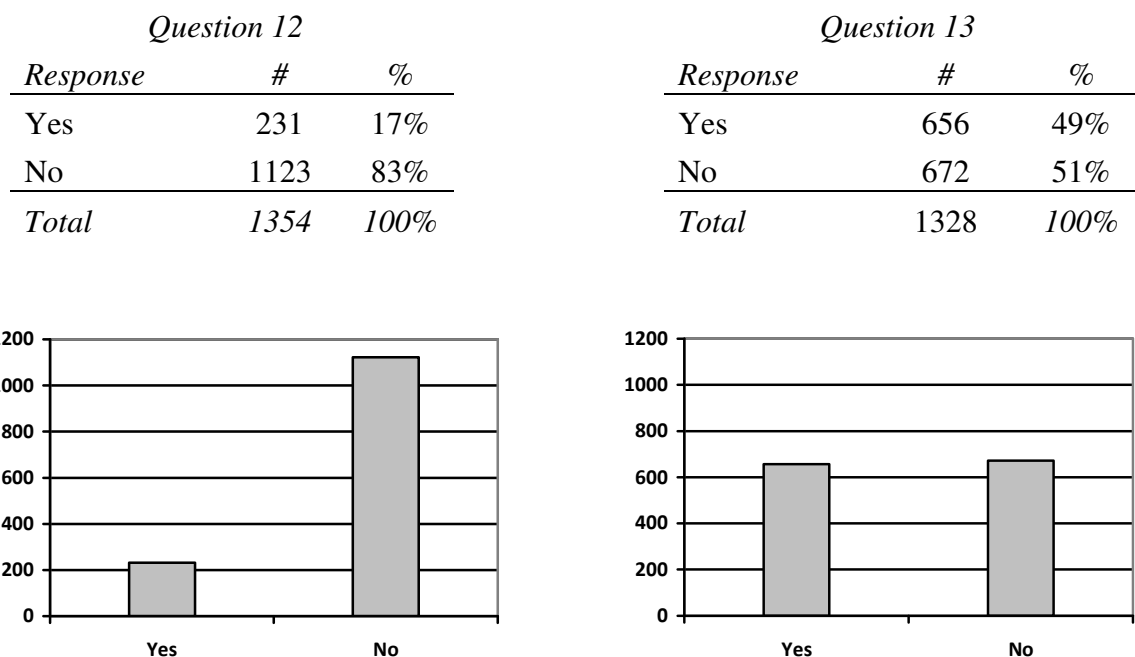 Question 12
Response # %
Yes 231 17%
No 1123 83%
Total 1354 100%
Question 13
Response # %
Yes 656 49%
No 672 51%
Total 1328 100%
200
000
800
600
400
200
0
Yes No
1200
1000
800
600
400
200
0
Yes No